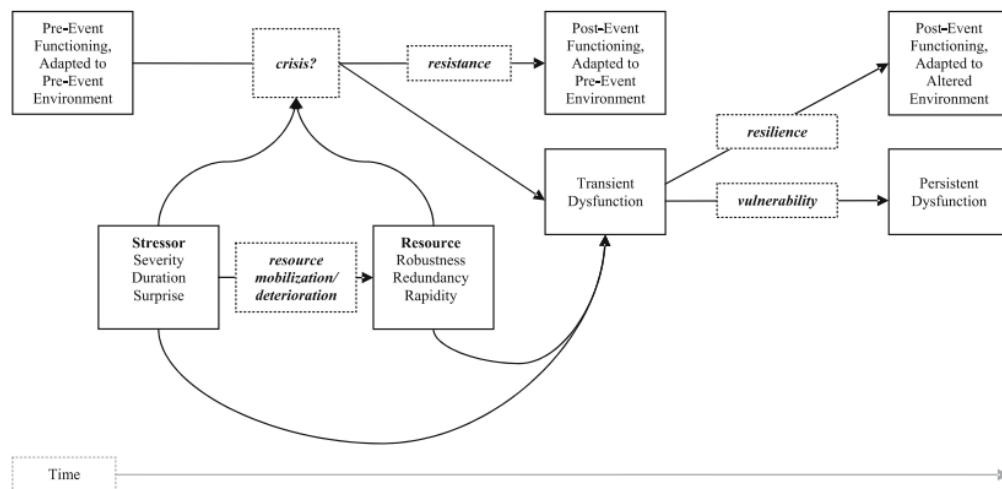 Pre-Event
Functioning,
Adapted to
Pre-Event
Environment
crisis?
resistance
Post-Event
Functioning,
Adapted to
Pre-Event
Environment
Post-Event
Functioning,
Adapted to
Altered
Environment
resilience
Transient
Dysfunction
vulnerability
Persistent
Dysfunction
Stressor
Severity
Duration
Surprise
resource
mobilization/
deterioration
Resource
Robustness
Redundancy
Rapidity
Time